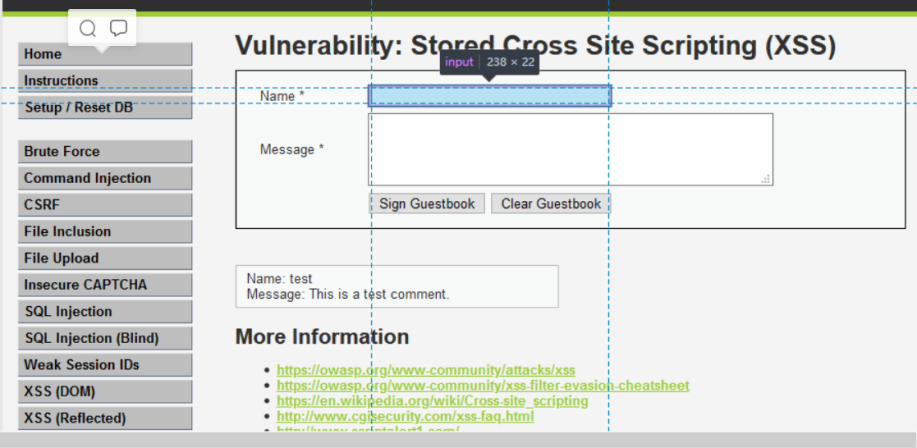 Vulnerability: Stored Cross Site Scripting (XSS)
input 238 × 22
Name *
Message *
Sign Guestbook Clear Guestbook
Name: test
Message: This is a test comment.
More Information
https://owasp.org/www-community/attacks/xss
https://owasp.org/www-community/xss-filter-evasion-cheatsheet
https://en.wikipedia.org/wiki/Cross-site_scripting
http://www.cgisecurity.com/xss-faq.html
Home
Instructions
Setup / Reset DB
Brute Force
Command Injection
CSRF
File Inclusion
File Upload
Insecure CAPTCHA
SQL Injection
SQL Injection (Blind)
Weak Session IDs
XSS (DOM)
XSS (Reflected)